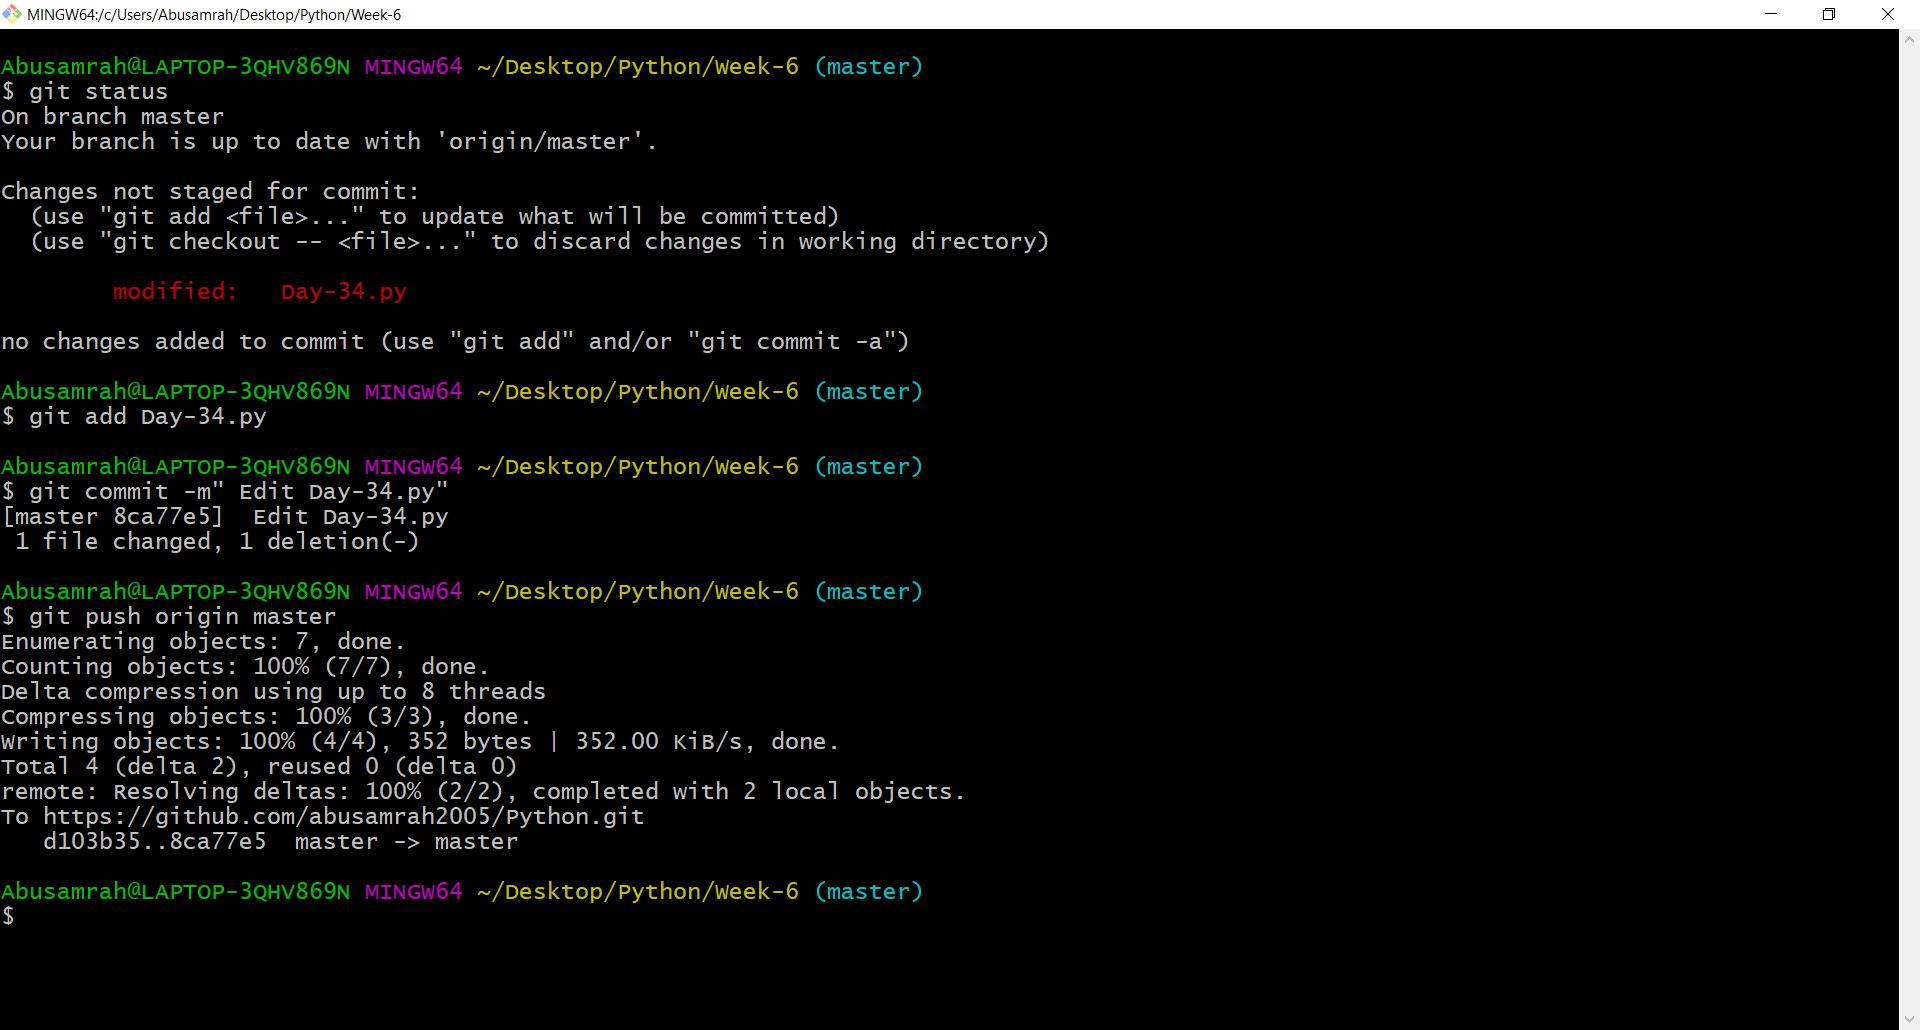 MINGW64:/c/Users/Abusamrah/Desktop/Python/Week-6
Abusamrah@LAPTOP-3QHV869N MINGW64 ~/Desktop/Python/Week-6 (master)
$ git status
On branch master
Your branch is up to date with 'origin/master'.
Changes not staged for commit:
  (use "git add <file>..." to update what will be committed)
  (use "git checkout -- <file>..." to discard changes in working directory)
        modified:   Day-34.py
no changes added to commit (use "git add" and/or "git commit -a")
Abusamrah@LAPTOP-3QHV869N MINGW64 ~/Desktop/Python/Week-6 (master)
$ git add Day-34.py
Abusamrah@LAPTOP-3QHV869N MINGW64 ~/Desktop/Python/Week-6 (master)
$ git commit -m" Edit Day-34.py"
[master 8ca77e5]  Edit Day-34.py
 1 file changed, 1 deletion(-)
Abusamrah@LAPTOP-3QHV869N MINGW64 ~/Desktop/Python/Week-6 (master)
$ git push origin master
Enumerating objects: 7, done.
Counting objects: 100% (7/7), done.
Delta compression using up to 8 threads
Compressing objects: 100% (3/3), done.
Writing objects: 100% (4/4), 352 bytes | 352.00 KiB/s, done.
Total 4 (delta 2), reused 0 (delta 0)
remote: Resolving deltas: 100% (2/2), completed with 2 local objects.
To https://github.com/abusamrah2005/Python.git
   d103b35..8ca77e5  master -> master
Abusamrah@LAPTOP-3QHV869N MINGW64 ~/Desktop/Python/Week-6 (master)
$